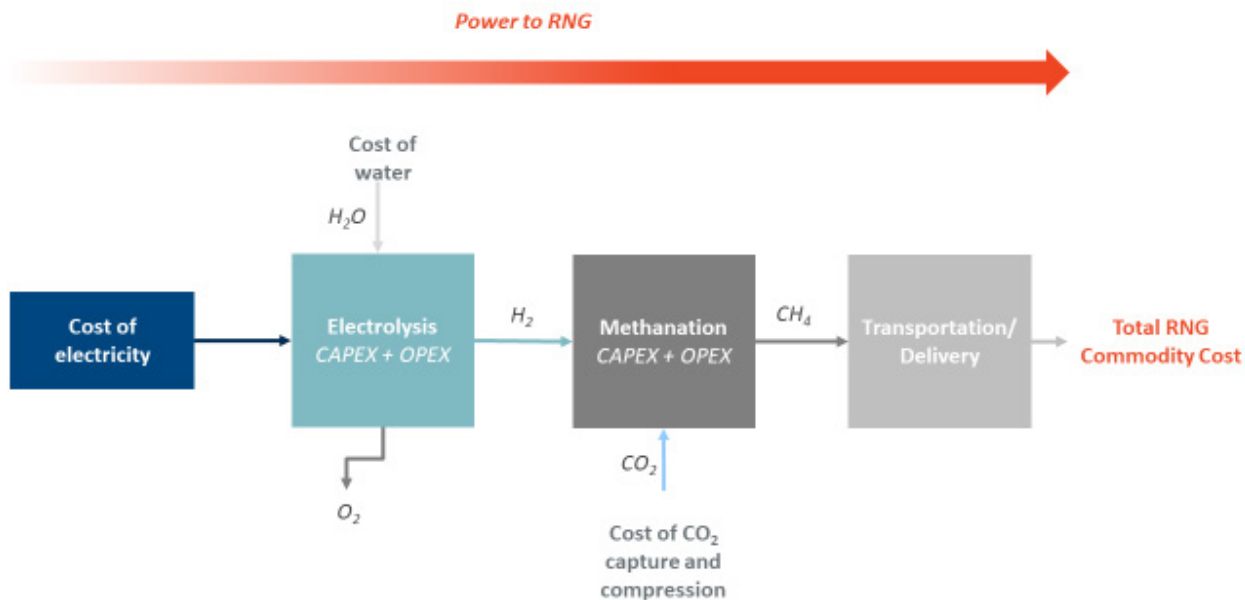 Power to RNG
Cost of
water
H₂O
Cost of
electricity
Electrolysis
CAPEX + OPEX
H₂
Methanation
CAPEX + OPEX
CH₄
Transportation/
Delivery
Total RNG
Commodity Cost
O₂
CO₂
Cost of CO₂
capture and
compression